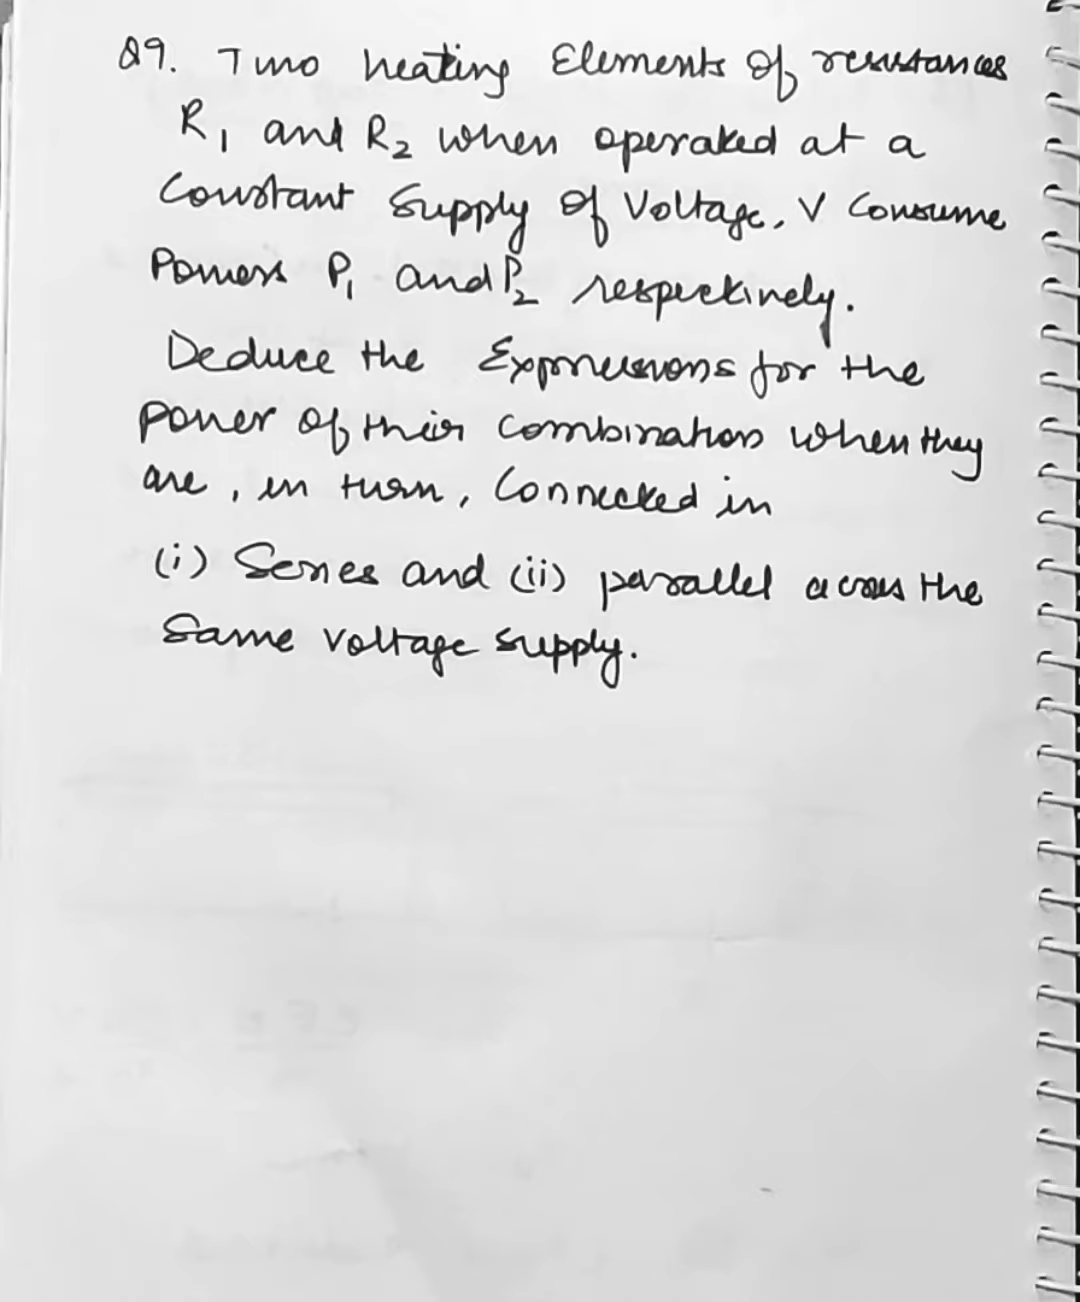 Q9. Two heating Elements of resistances
R1 and R2 when operated at a
Constant Supply of Voltage, V Consume
Powers P1 and P2 respectively.
Deduce the Expressions for the
power of their combination when they
are, in turn, Connected in
(i) Series and (ii) parallel across the
Same voltage supply.